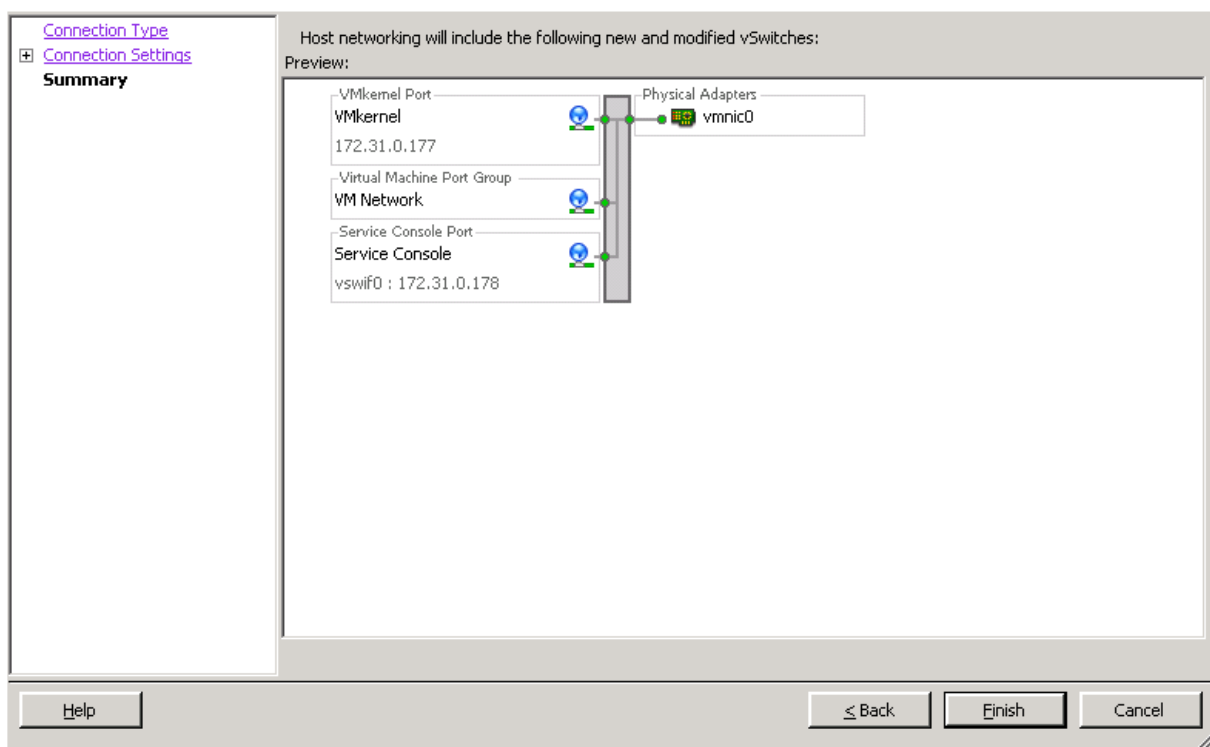 Connection Type
Connection Settings
Summary
Host networking will include the following new and modified vSwitches:
Preview:
VMkernel Port
VMkernel
172.31.0.177
Physical Adapters
vmnic0
Virtual Machine Port Group
VM Network
Service Console Port
Service Console
vswif0 : 172.31.0.178
Help
≤ Back
Finish
Cancel